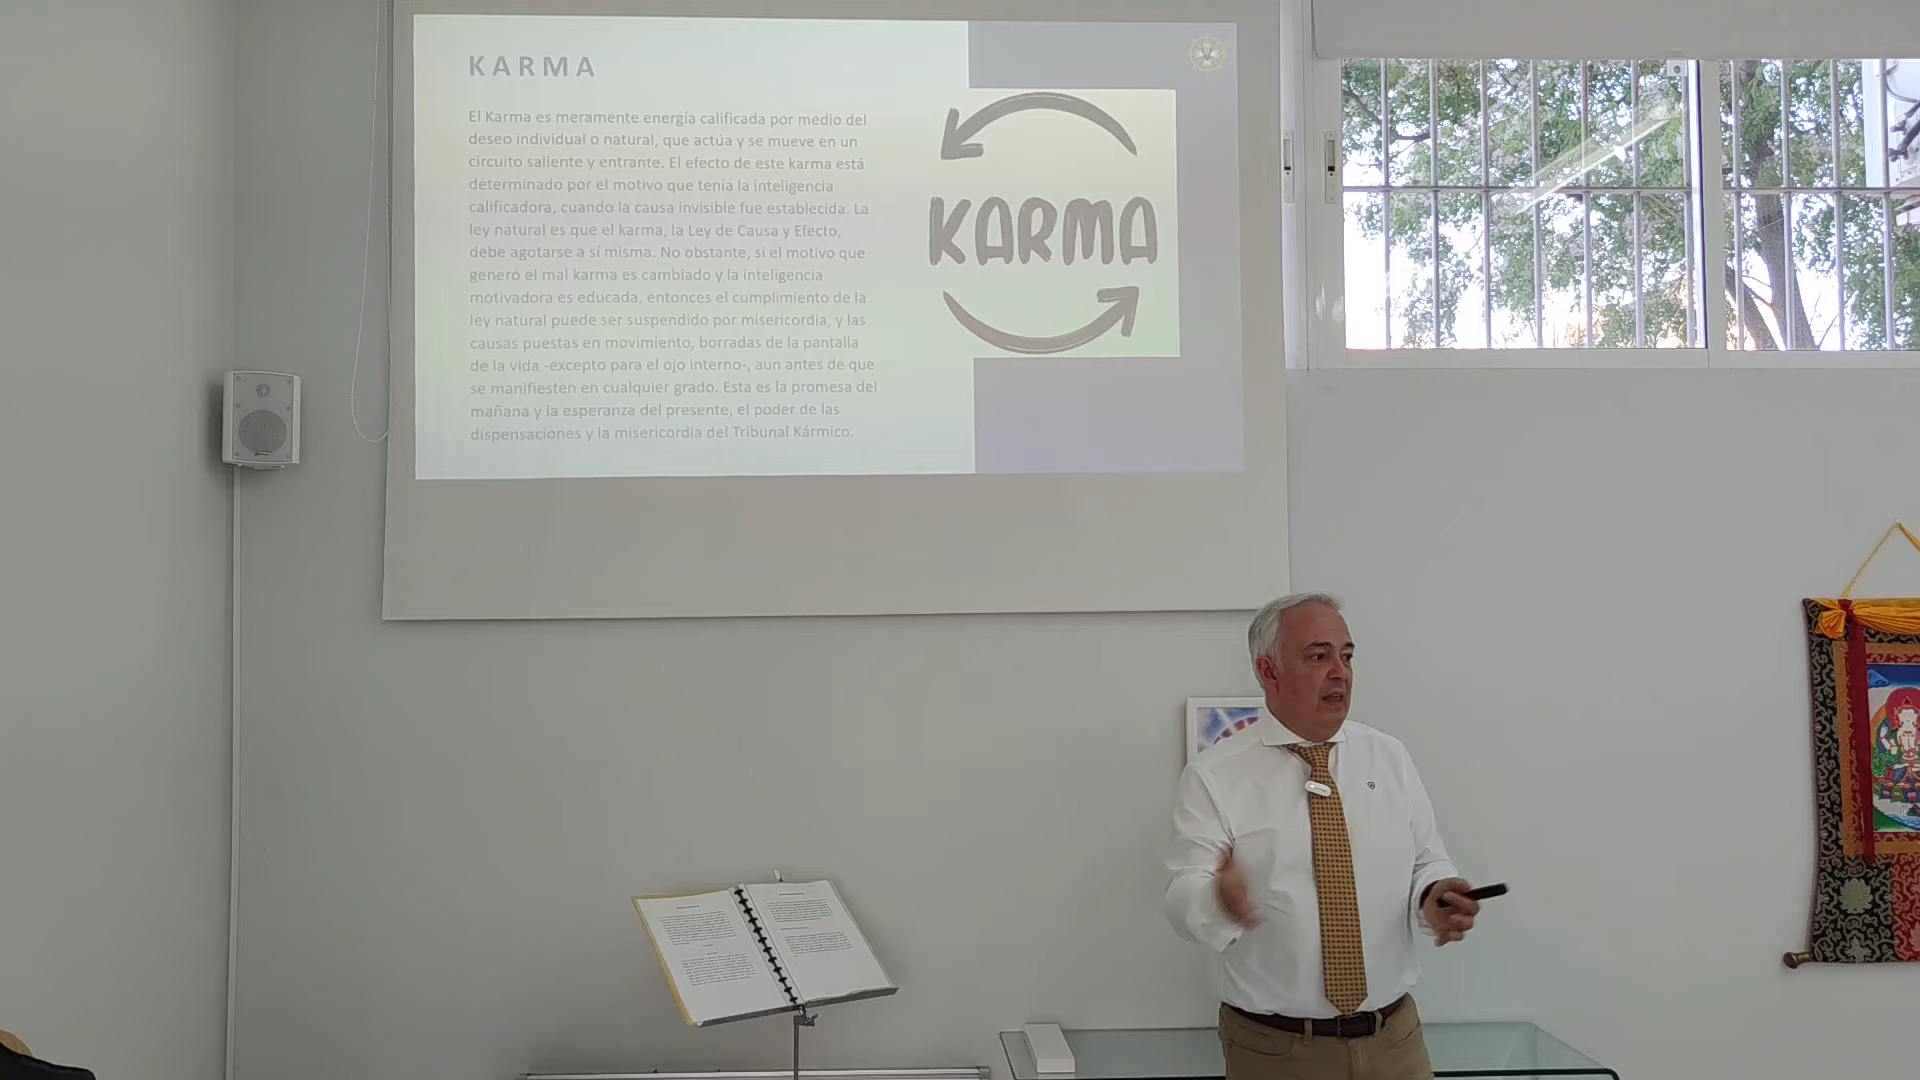 KARMA
El Karma es meramente energía calificada por medio del
deseo individual o natural, que actúa y se mueve en un
circuito saliente y entrante. El efecto de este karma está
determinado por el motivo que tenía la inteligencia
calificadora, cuando la causa invisible fue establecida. La
ley natural es que el karma, la Ley de Causa y Efecto,
debe agotarse a sí misma. No obstante, si el motivo que
generó el mal karma es cambiado y la inteligencia
motivadora es educada, entonces el cumplimiento de la
ley natural puede ser suspendido por misericordia, y las
causas puestas en movimiento, borradas de la pantalla
de la vida -excepto para el ojo interno-, aun antes de que
se manifiesten en cualquier grado. Esta es la promesa del
mañana y la esperanza del presente, el poder de las
dispensaciones y la misericordia del Tribunal Kármico.
KARMA